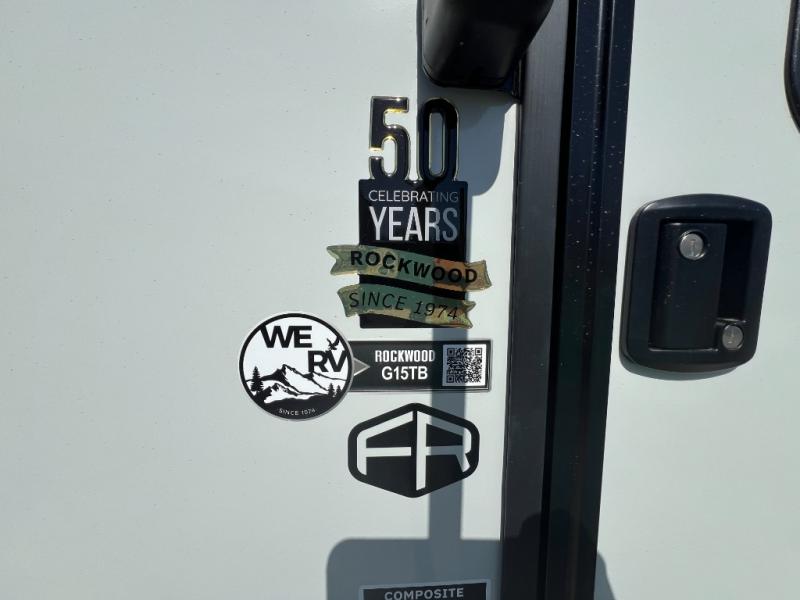 50
CELEBRATING
YEARS
ROCKWOOD
SINCE 1974
WE
RV
SINCE 1974
ROCKWOOD
G15TB
FR
COMPOSITE